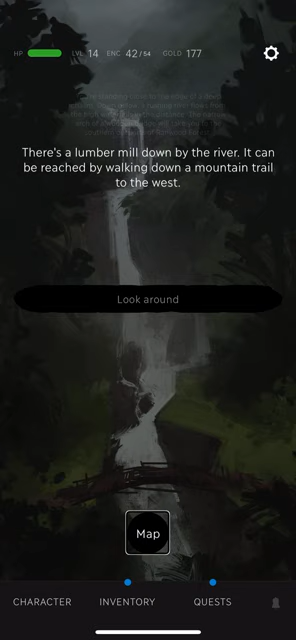 HP LVL 14 ENC 42/54 GOLD 177
There's a lumber mill down by the river. It can
be reached by walking down a mountain trail
to the west.
Look around
Map
CHARACTER INVENTORY QUESTS